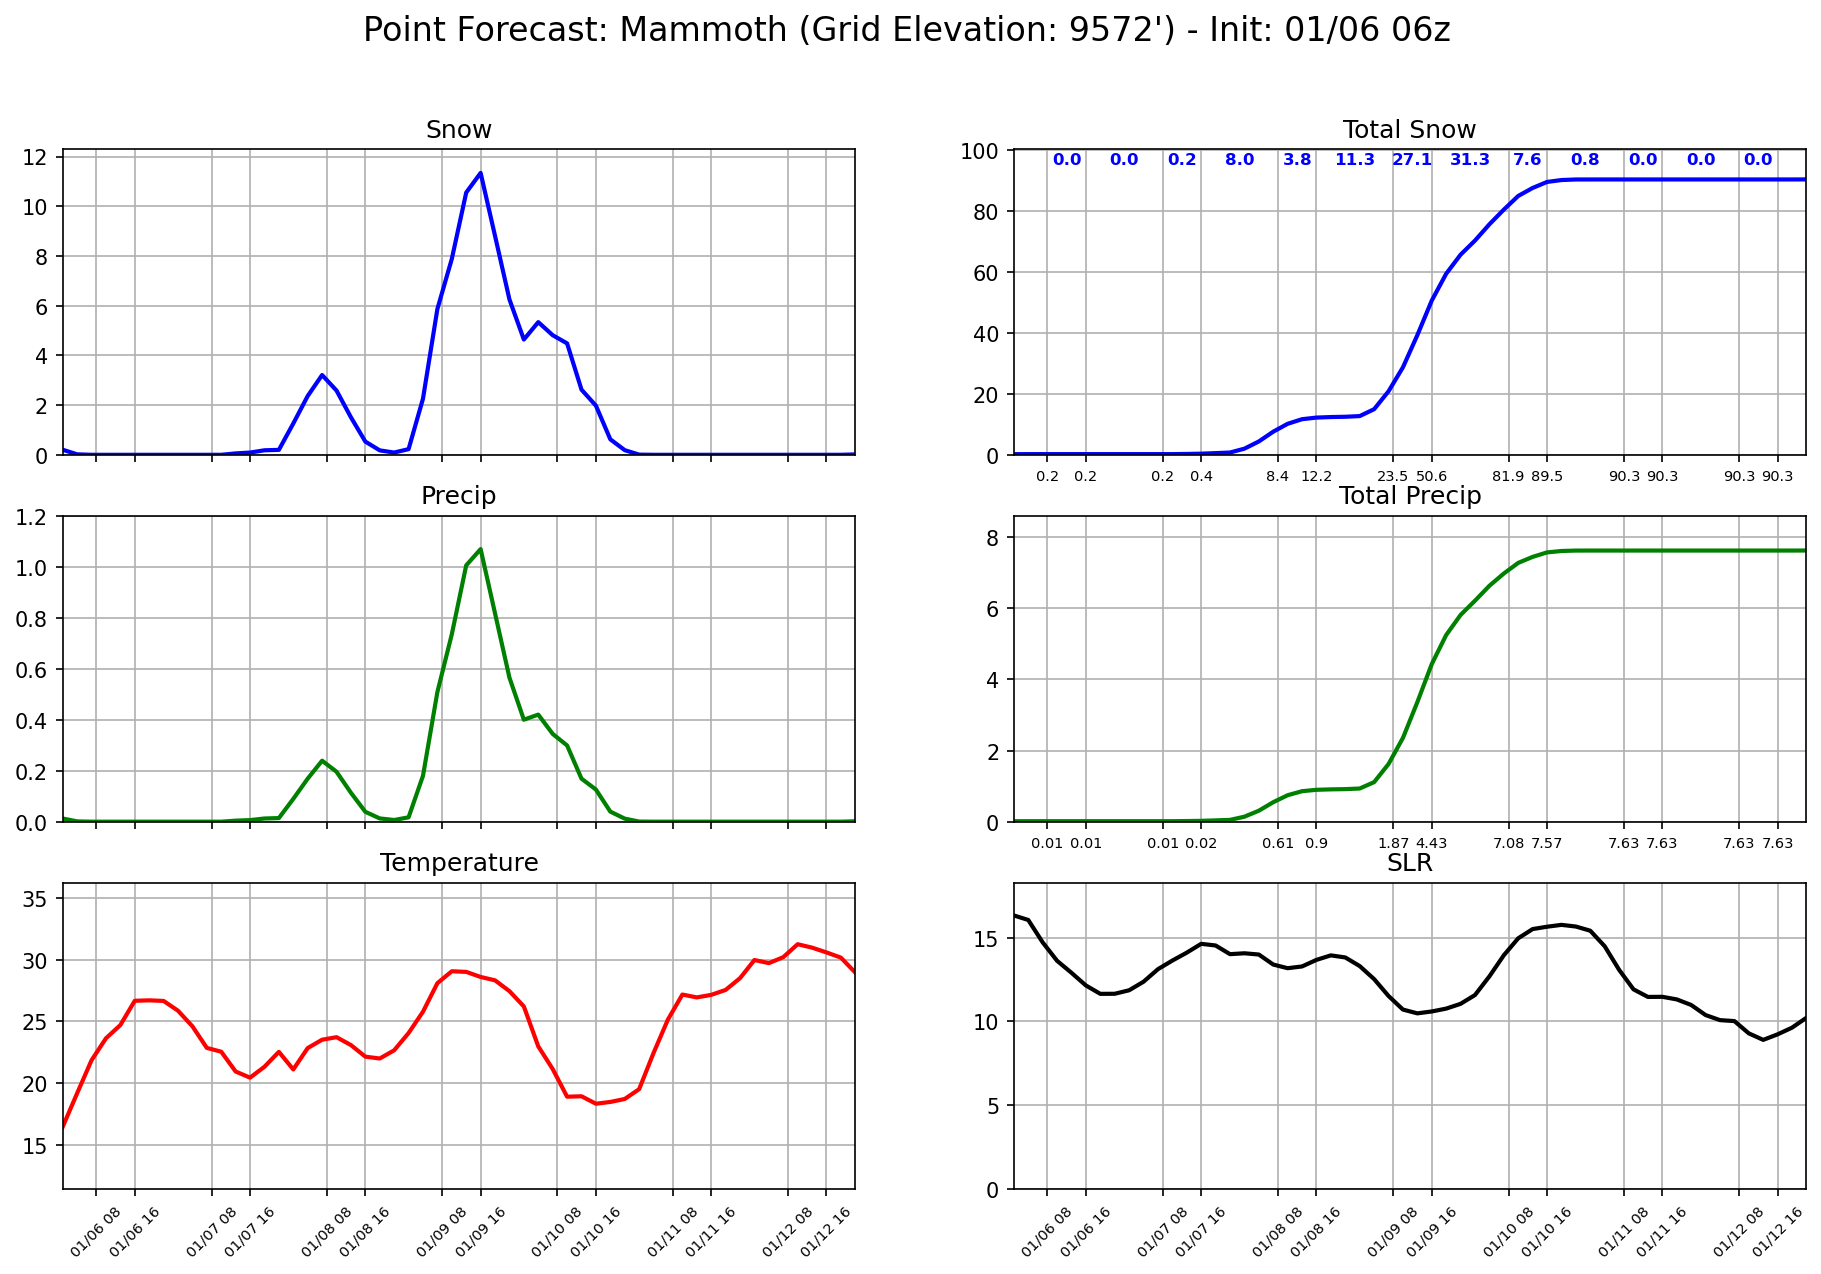 Point Forecast: Mammoth (Grid Elevation: 9572') - Init: 01/06 06z
Snow
12
10
8
6
4
2
0
Total Snow
100
80
60
40
20
0
0.0 0.0 0.2 8.0 3.8 11.3 27.1 31.3 7.6 0.8 0.0 0.0 0.0
0.2 0.2 0.2 0.4 8.4 12.2 23.5 50.6 81.9 89.5 90.3 90.3 90.3 90.3
Precip
1.2
1.0
0.8
0.6
0.4
0.2
0.0
Total Precip
8
6
4
2
0
0.01 0.01 0.01 0.02 0.61 0.9 1.87 4.43 7.08 7.57 7.63 7.63 7.63 7.63
Temperature
35
30
25
20
15
01/06 08 01/06 16 01/07 08 01/07 16 01/08 08 01/08 16 01/09 08 01/09 16 01/10 08 01/10 16 01/11 08 01/11 16 01/12 08 01/12 16
SLR
15
10
5
0
01/06 08 01/06 16 01/07 08 01/07 16 01/08 08 01/08 16 01/09 08 01/09 16 01/10 08 01/10 16 01/11 08 01/11 16 01/12 08 01/12 16